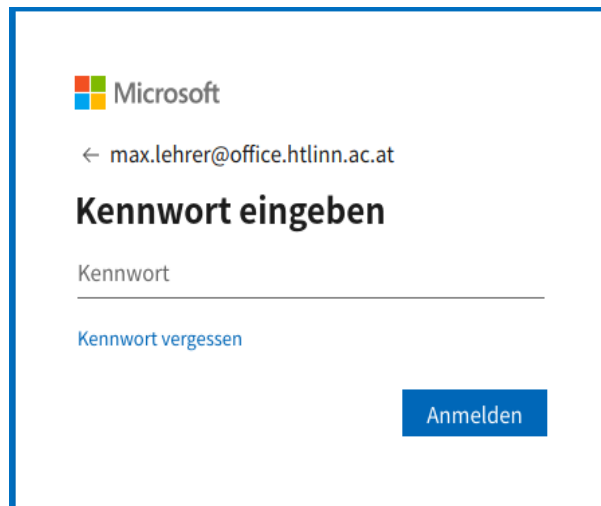 Microsoft
← max.lehrer@office.htlinn.ac.at
Kennwort eingeben
Kennwort
Kennwort vergessen
Anmelden